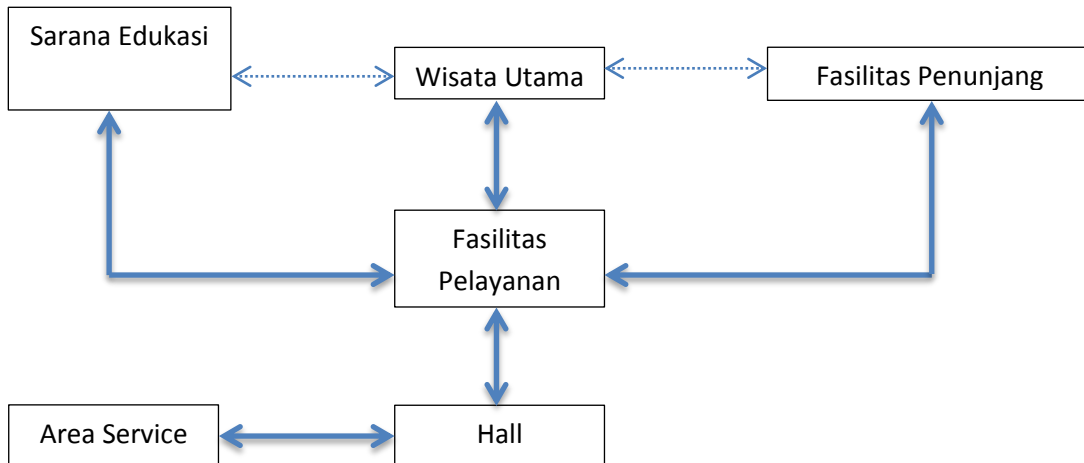 Sarana Edukasi
Wisata Utama
Fasilitas Penunjang
Fasilitas
Pelayanan
Area Service
Hall